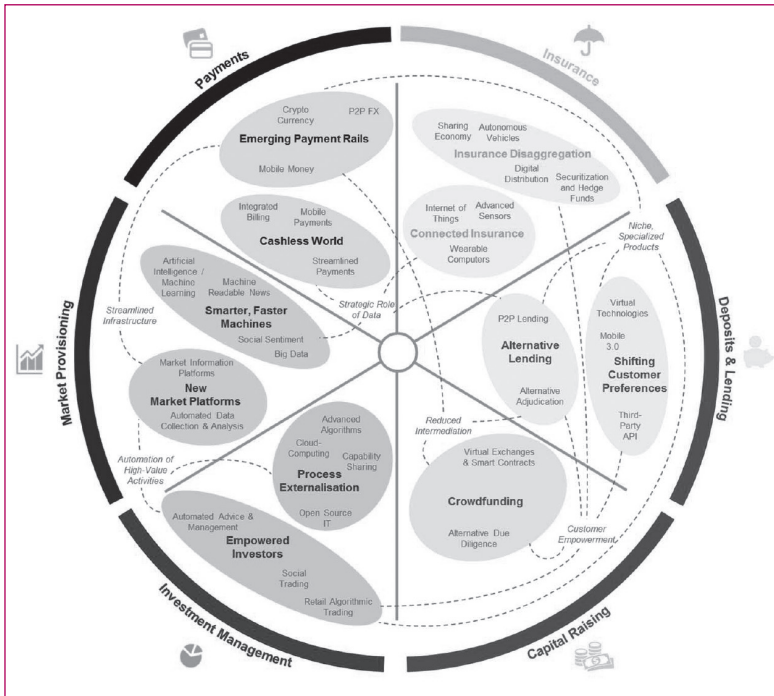 Payments
Insurance
Deposits & Lending
Capital Raising
Investment Management
Market Provisioning
Crypto
Currency
P2P FX
Emerging Payment Rails
Mobile Money
Integrated
Billing
Mobile
Payments
Cashless World
Streamlined
Payments
Sharing
Economy
Autonomous
Vehicles
Insurance Disaggregation
Digital
Distribution
Securitization
and Hedge
Funds
Internet of
Things
Advanced
Sensors
Connected Insurance
Wearable
Computers
Niche,
Specialized
Products
Artificial
Intelligence /
Machine
Learning
Machine
Readable News
Smarter, Faster
Machines
Social Sentiment
Big Data
Streamlined
Infrastructure
Strategic Role
of Data
P2P Lending
Alternative
Lending
Alternative
Adjudication
Virtual
Technologies
Mobile
3.0
Shifting
Customer
Preferences
Third-
Party
API
Market Information
Platforms
New
Market Platforms
Automated Data
Collection & Analysis
Automation of
High-Value
Activities
Advanced
Algorithms
Cloud-
Computing
Capability
Sharing
Process
Externalisation
Open Source
IT
Reduced
Intermediation
Virtual Exchanges
& Smart Contracts
Crowdfunding
Alternative Due
Diligence
Customer
Empowerment
Automated Advice &
Management
Empowered
Investors
Social
Trading
Retail Algorithmic
Trading